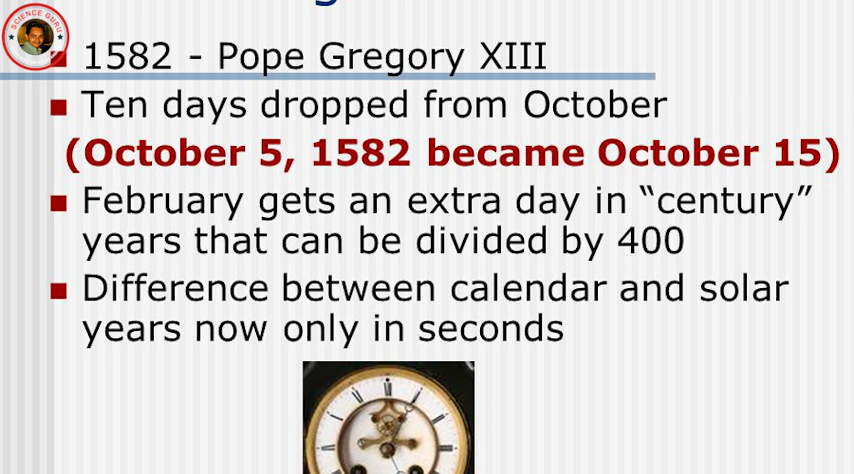 SCIENCE GURU
1582 - Pope Gregory XIII
Ten days dropped from October
(October 5, 1582 became October 15)
February gets an extra day in “century”
years that can be divided by 400
Difference between calendar and solar
years now only in seconds